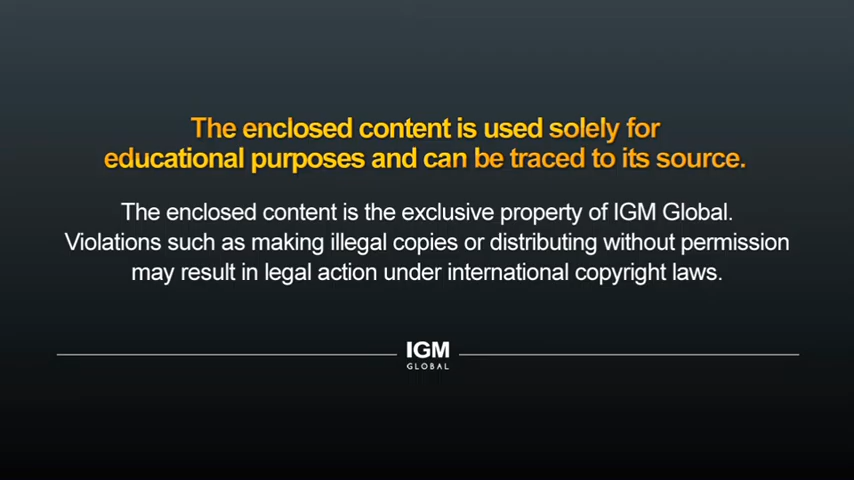 The enclosed content is used solely for
educational purposes and can be traced to its source.
The enclosed content is the exclusive property of IGM Global.
Violations such as making illegal copies or distributing without permission
may result in legal action under international copyright laws.
IGM
GLOBAL